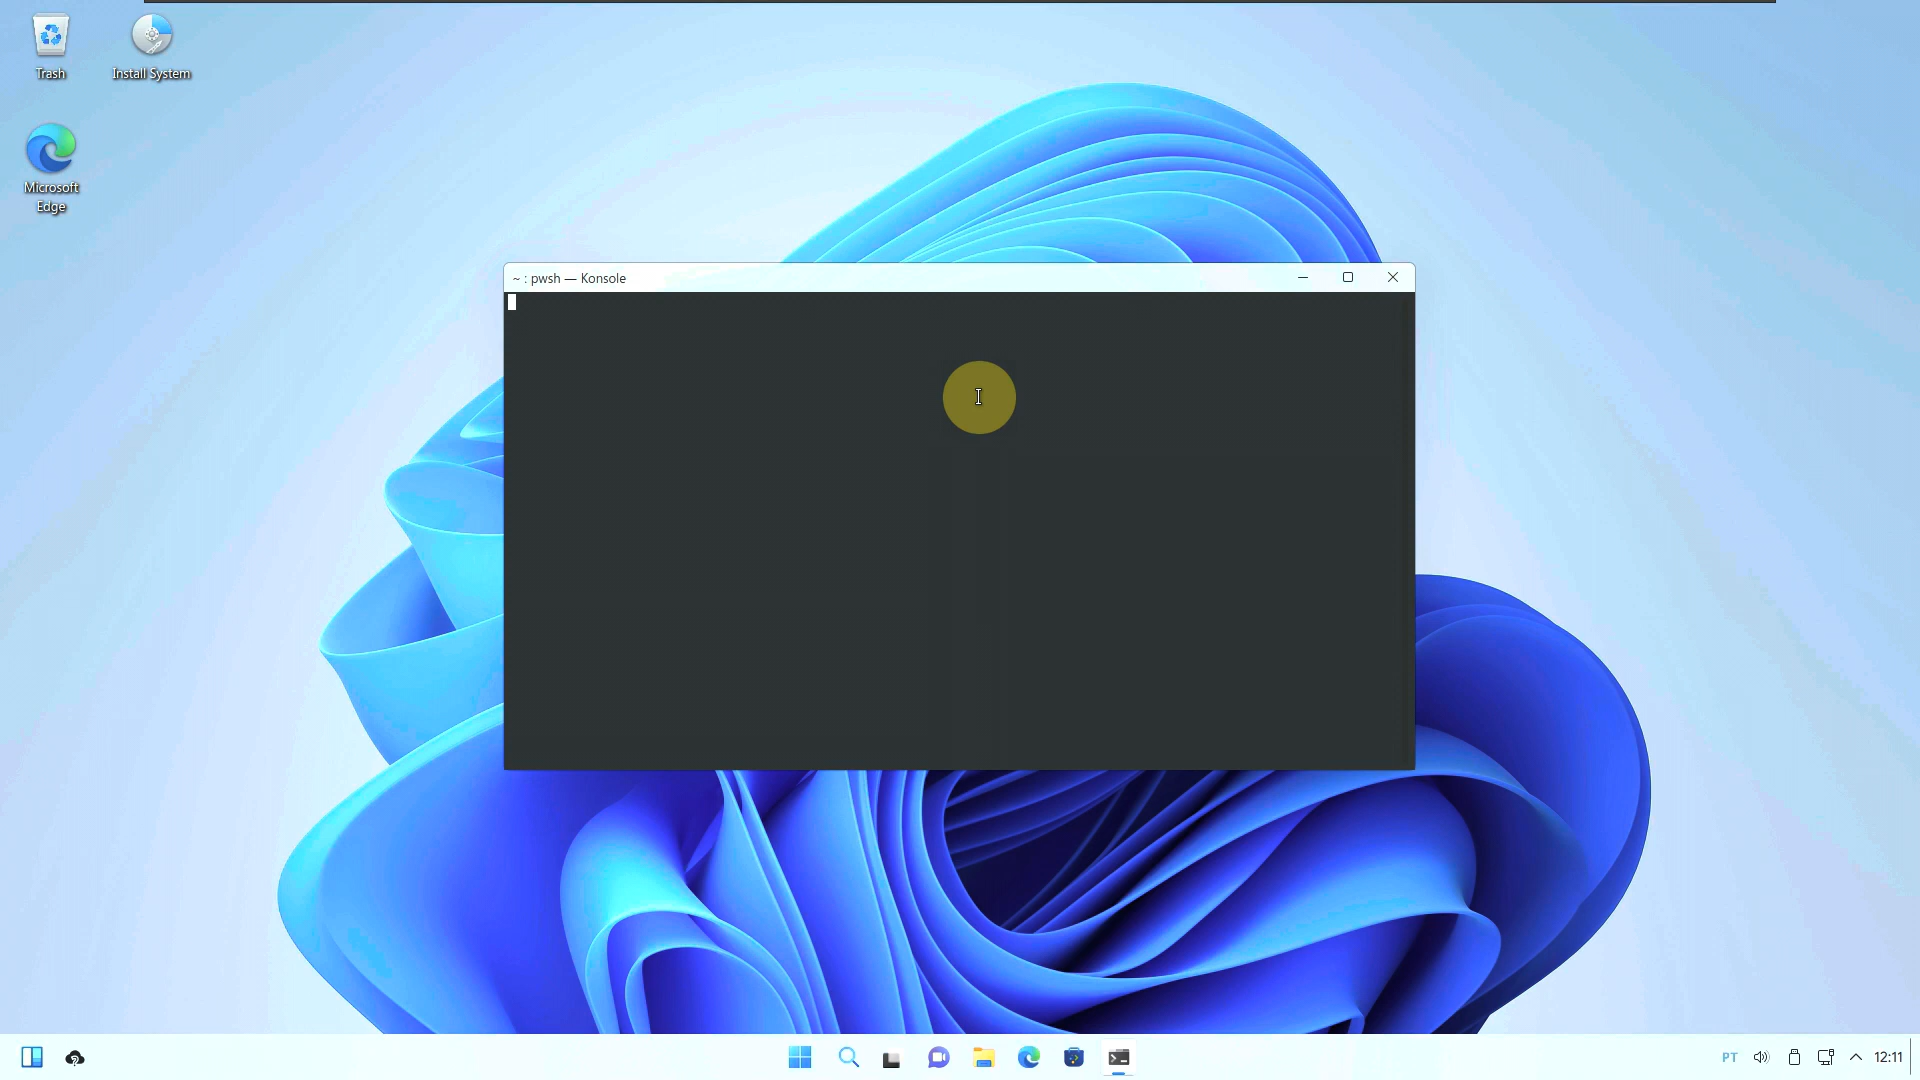 Trash
Install System
Microsoft
Edge
~ : pwsh — Konsole
PT
12:11